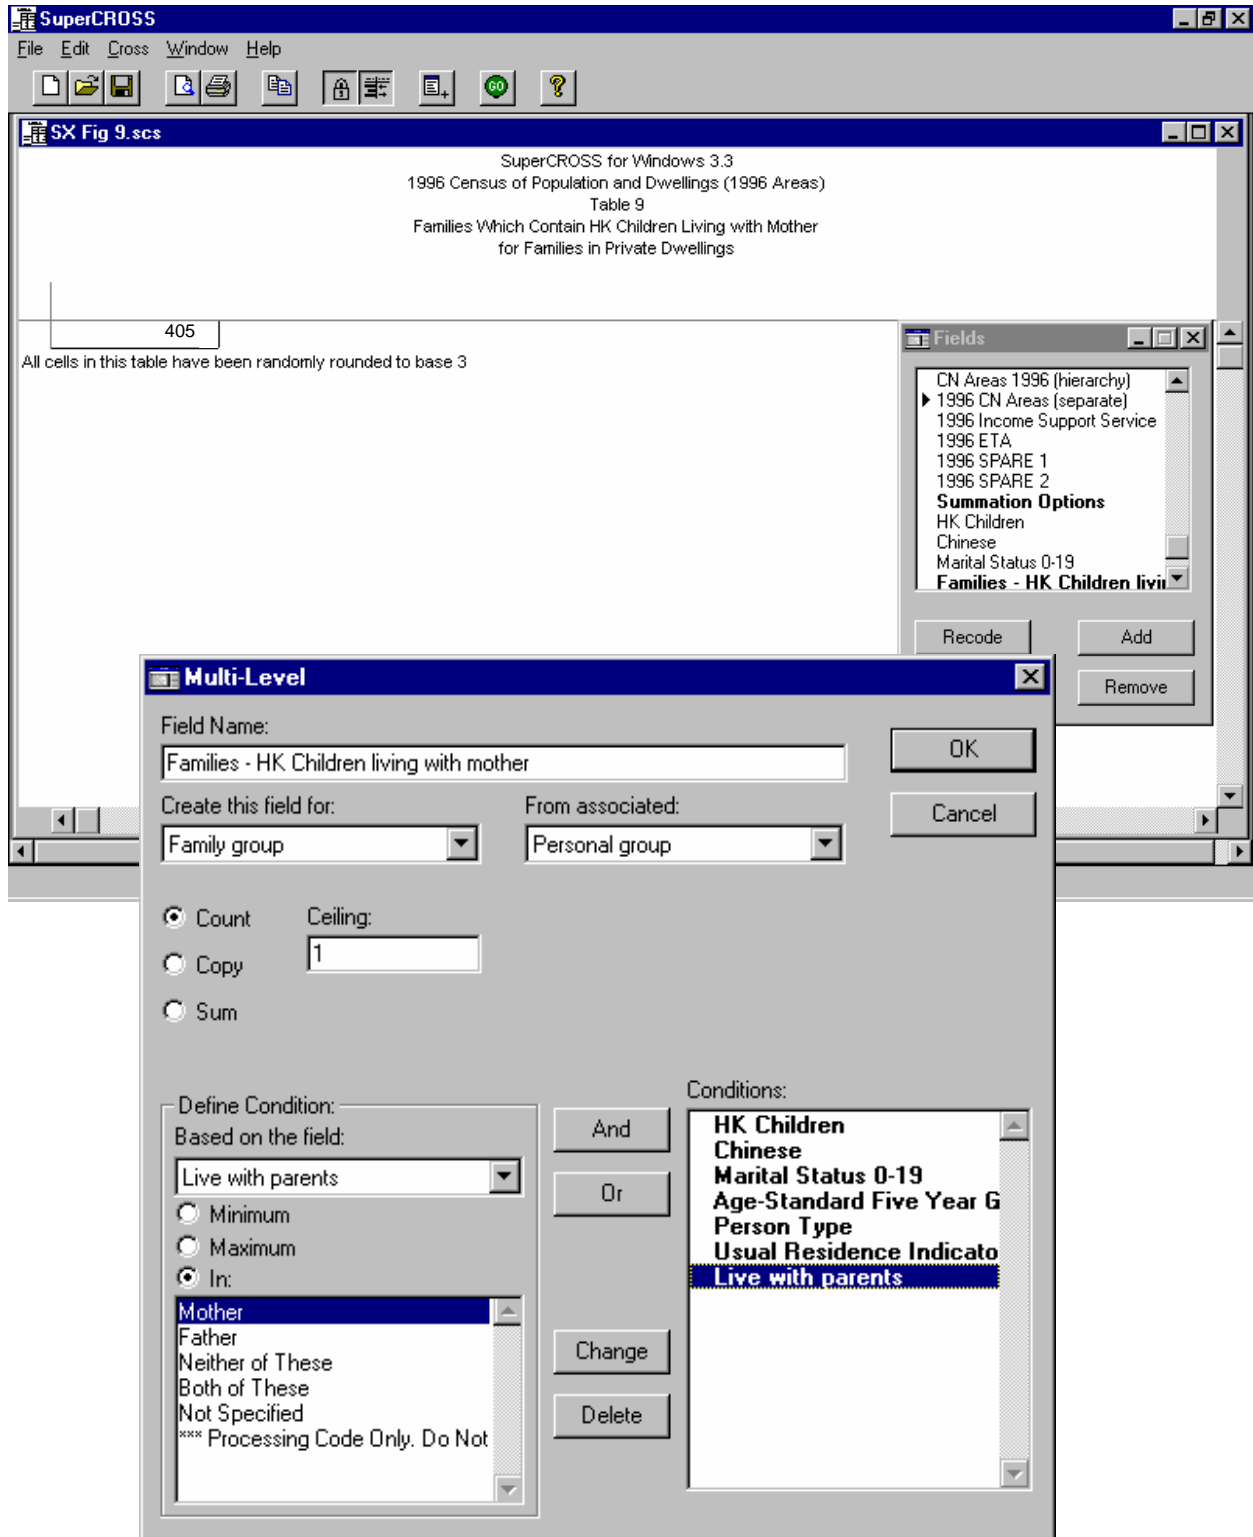 SuperCROSS
File Edit Cross Window Help
GO
SX Fig 9.scs
SuperCROSS for Windows 3.3
1996 Census of Population and Dwellings (1996 Areas)
Table 9
Families Which Contain HK Children Living with Mother
for Families in Private Dwellings
405
All cells in this table have been randomly rounded to base 3
Fields
CN Areas 1996 (hierarchy)
1996 CN Areas (separate)
1996 Income Support Service
1996 ETA
1996 SPARE 1
1996 SPARE 2
Summation Options
HK Children
Chinese
Marital Status 0-19
Families - HK Children livin
Recode Add
Remove
Multi-Level
Field Name:
Families - HK Children living with mother
OK
Create this field for: From associated:
Cancel
Family group Personal group
Count Ceiling:
1
Copy
Sum
Define Condition:
Based on the field:
Live with parents
Minimum
Maximum
In:
Mother
Father
Neither of These
Both of These
Not Specified
*** Processing Code Only. Do Not
And
Or
Change
Delete
Conditions:
HK Children
Chinese
Marital Status 0-19
Age-Standard Five Year G
Person Type
Usual Residence Indicato
Live with parents